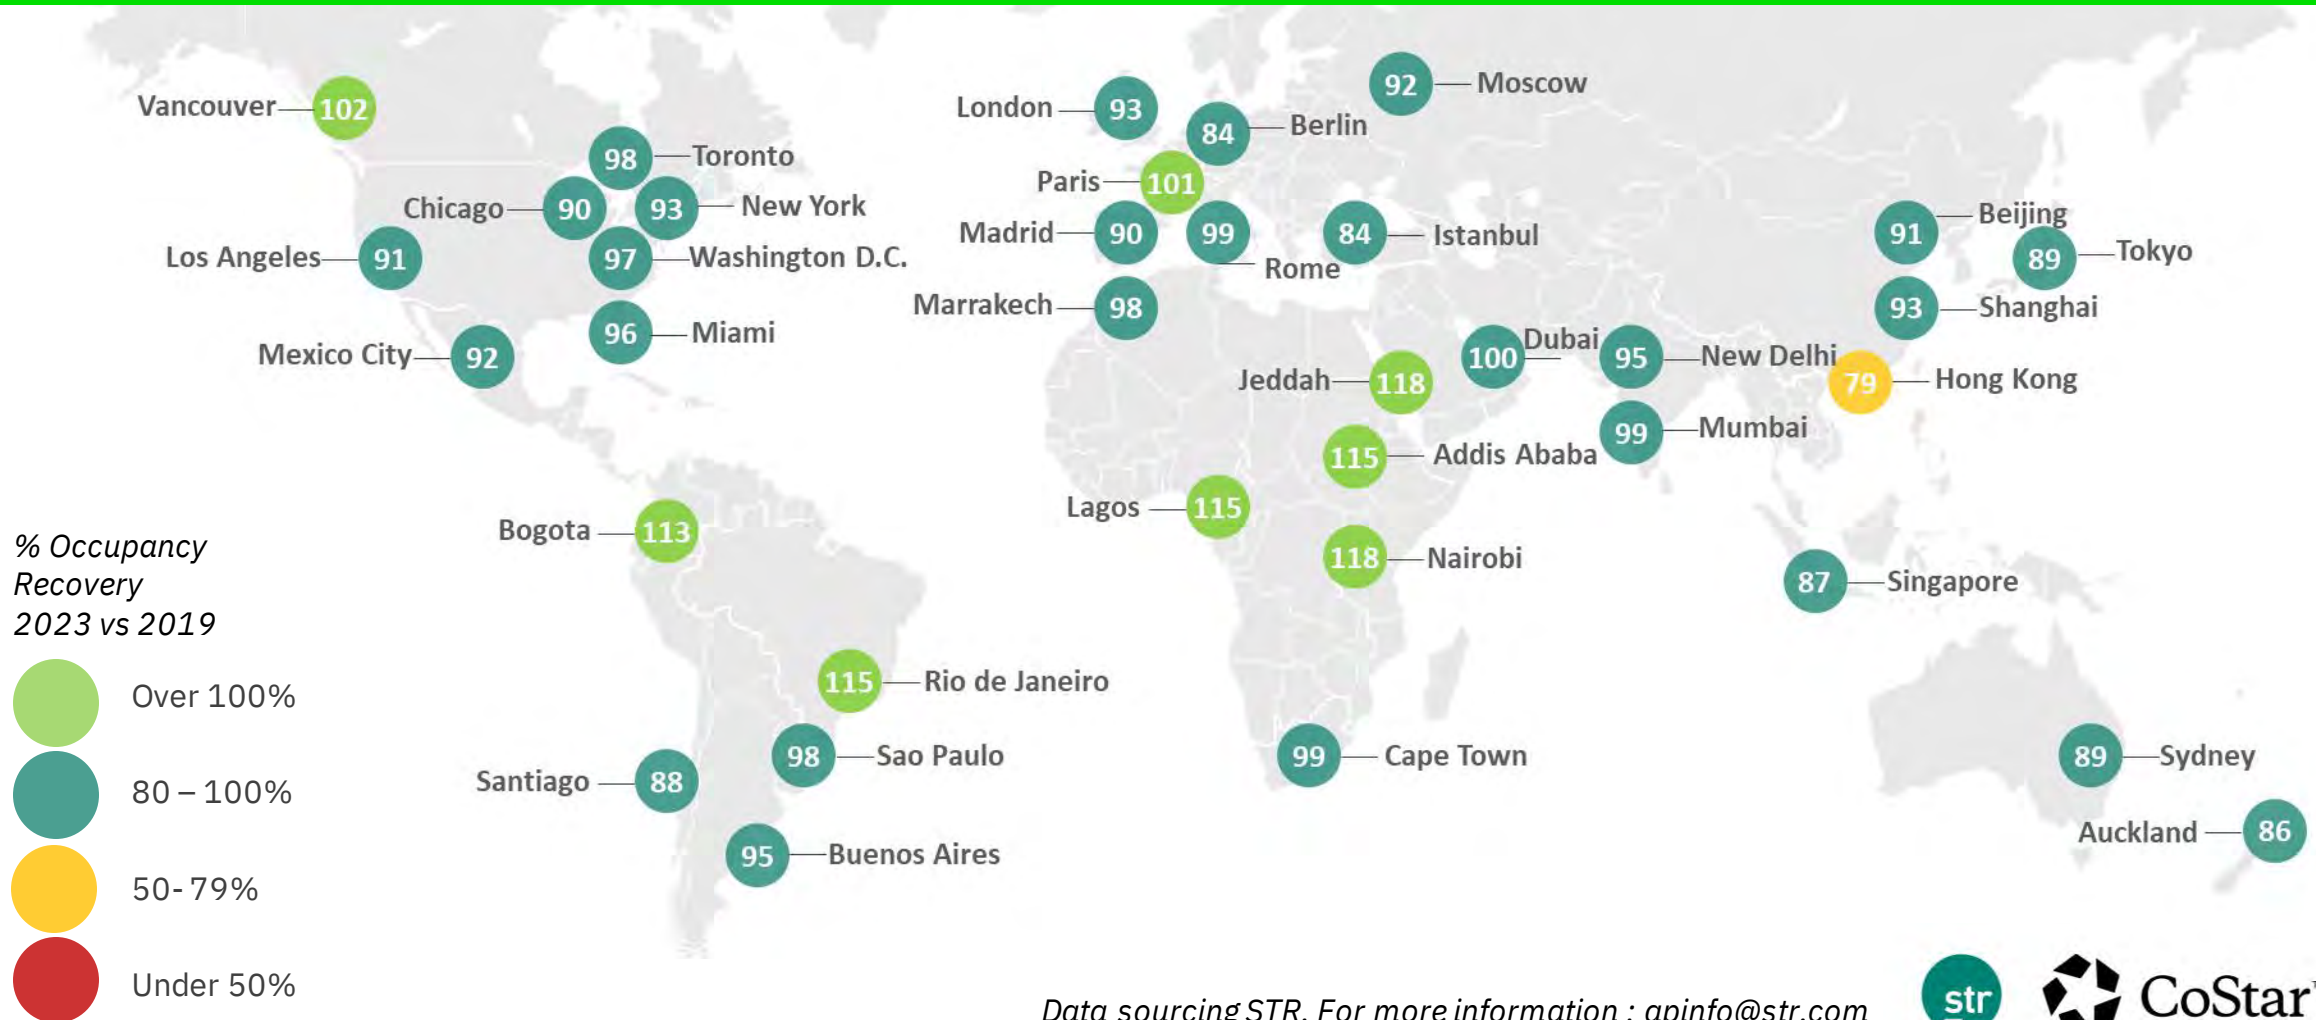 Vancouver
102
98
Toronto
Chicago
90
93
New York
Los Angeles
91
97
Washington D.C.
96
Miami
Mexico City
92
London
93
92
Moscow
84
Berlin
Paris
101
Madrid
90
99
Rome
84
Istanbul
Marrakech
98
91
Beijing
89
Tokyo
93
Shanghai
Jeddah
118
100
Dubai
95
New Delhi
79
Hong Kong
99
Mumbai
115
Addis Ababa
Lagos
115
118
Nairobi
87
Singapore
Bogota
113
115
Rio de Janeiro
98
Sao Paulo
Santiago
88
95
Buenos Aires
99
Cape Town
89
Sydney
Auckland
86
% Occupancy
Recovery
2023 vs 2019
Over 100%
80 – 100%
50- 79%
Under 50%
Data sourcing STR. For more information : apinfo@str.com
str
CoStar